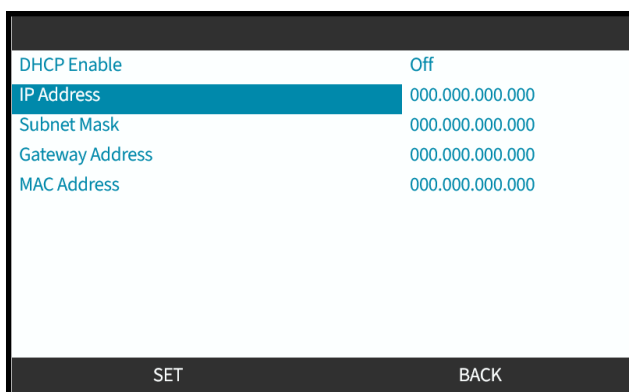 DHCP Enable Off
IP Address 000.000.000.000
Subnet Mask 000.000.000.000
Gateway Address 000.000.000.000
MAC Address 000.000.000.000
SET BACK